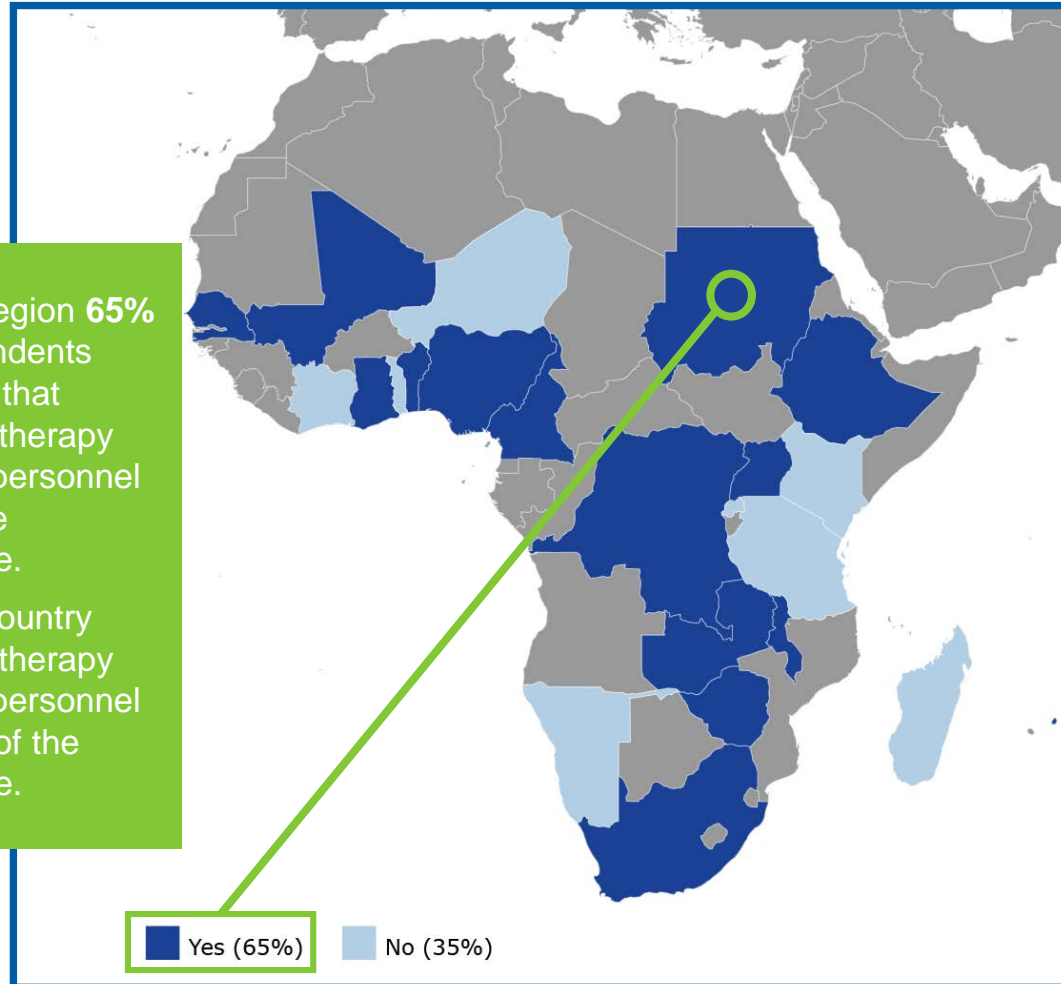 egion 65%
ndents
that
therapy
personnel
e
e.
ountry
therapy
personnel
of the
e.
Yes (65%)
No (35%)